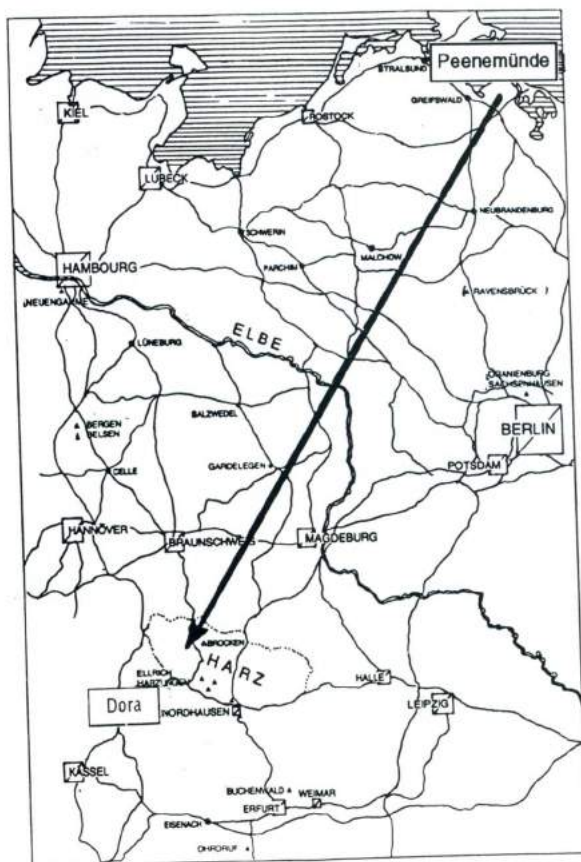 Peenemünde
STRALSUND
GREIFSWALD
KIEL
ROSTOCK
LÜBECK
NEUBRANDENBURG
SCHWERIN
MALCHOW
HAMBOURG
PARCHIM
NEUENGAMME
RAVENSBRÜCK
ELBE
LÜNEBURG
ORANIENBURG
SACHSENHAUSEN
SALZWEDEL
BERGEN
BELSEN
BERLIN
GARDELEGEN
POTSDAM
CELLE
HANNOVER
BRAUNSCHWEIG
MAGDEBURG
BROCKEN
HARZ
ELLRICH
HARZUNGEN
HALLE
Dora
NORDHAUSEN
LEIPZIG
KASSEL
BUCHENWALD
WEIMAR
ERFURT
EISENACH
OHRDRUF